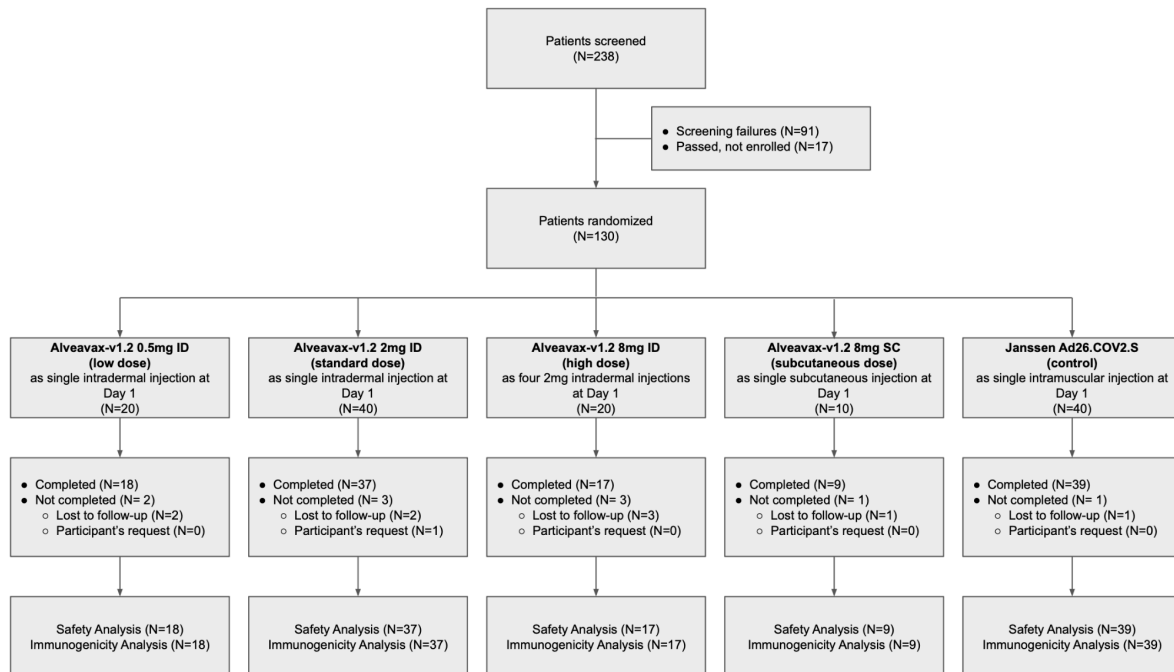 Patients screened
(N=238)
● Screening failures (N=91)
● Passed, not enrolled (N=17)
Patients randomized
(N=130)
Alveavax-v1.2 0.5mg ID
(low dose)
as single intradermal injection at
Day 1
(N=20)
Alveavax-v1.2 2mg ID
(standard dose)
as single intradermal injection at
Day 1
(N=40)
Alveavax-v1.2 8mg ID
(high dose)
as four 2mg intradermal injections
at Day 1
(N=20)
Alveavax-v1.2 8mg SC
(subcutaneous dose)
as single subcutaneous injection at
Day 1
(N=10)
Janssen Ad26.COV2.S
(control)
as single intramuscular injection at
Day 1
(N=40)
● Completed (N=18)
● Not completed (N= 2)
○ Lost to follow-up (N=2)
○ Participant's request (N=0)
● Completed (N=37)
● Not completed (N= 3)
○ Lost to follow-up (N=2)
○ Participant's request (N=1)
● Completed (N=17)
● Not completed (N= 3)
○ Lost to follow-up (N=3)
○ Participant's request (N=0)
● Completed (N=9)
● Not completed (N= 1)
○ Lost to follow-up (N=1)
○ Participant's request (N=0)
● Completed (N=39)
● Not completed (N= 1)
○ Lost to follow-up (N=1)
○ Participant's request (N=0)
Safety Analysis (N=18)
Immunogenicity Analysis (N=18)
Safety Analysis (N=37)
Immunogenicity Analysis (N=37)
Safety Analysis (N=17)
Immunogenicity Analysis (N=17)
Safety Analysis (N=9)
Immunogenicity Analysis (N=9)
Safety Analysis (N=39)
Immunogenicity Analysis (N=39)